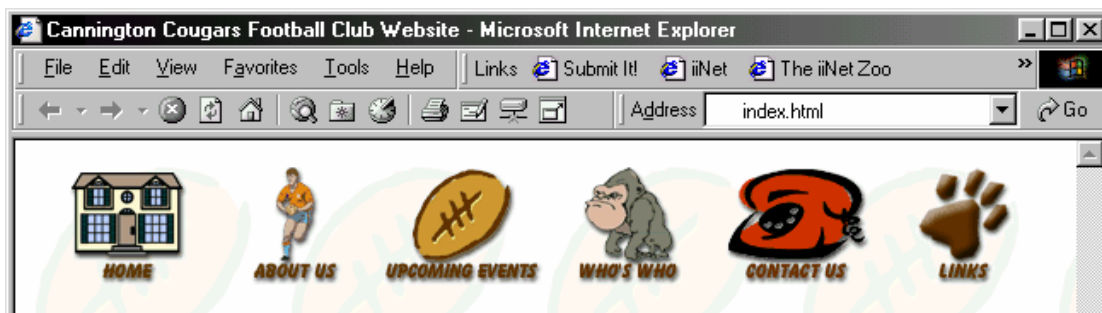 Cannington Cougars Football Club Website - Microsoft Internet Explorer
File Edit View Favorites Tools Help Links Submit It! iiNet The iiNet Zoo »
Address index.html Go
HOME ABOUT US UPCOMING EVENTS WHO'S WHO CONTACT US LINKS